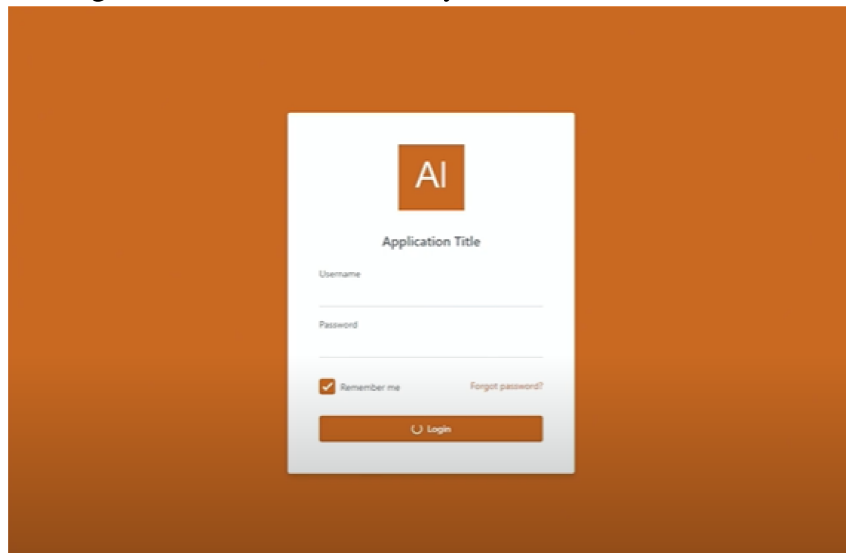 AI
Application Title
Username
Password
Remember me Forgot password?
Login